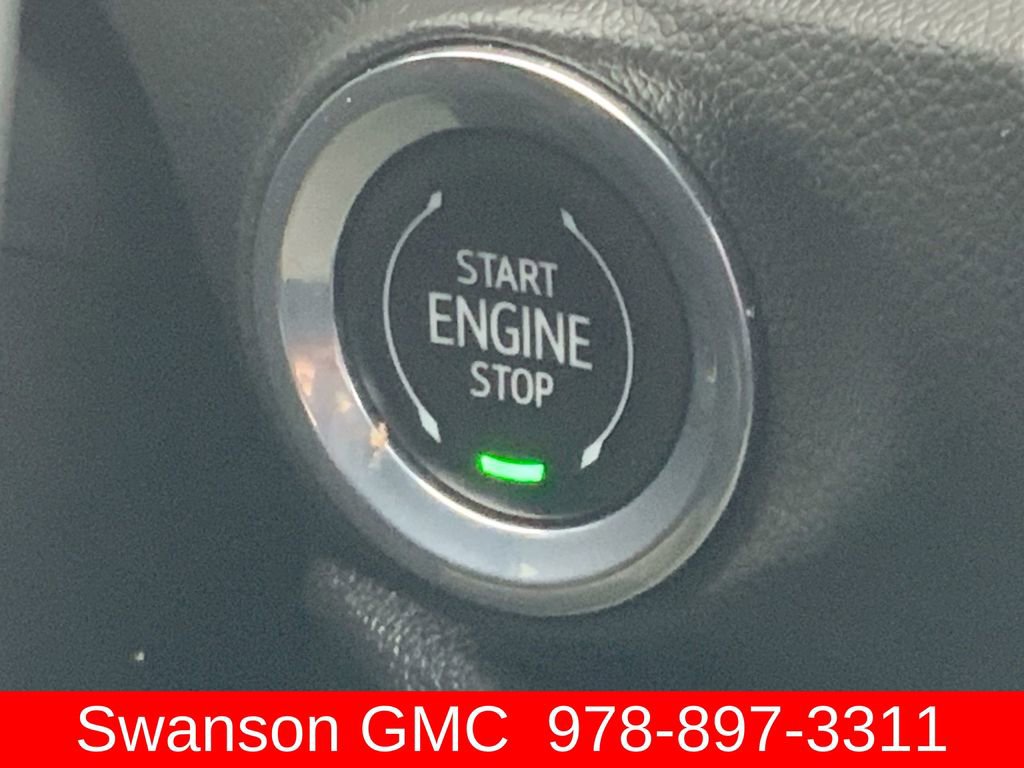 START
ENGINE
STOP
Swanson GMC 978-897-3311